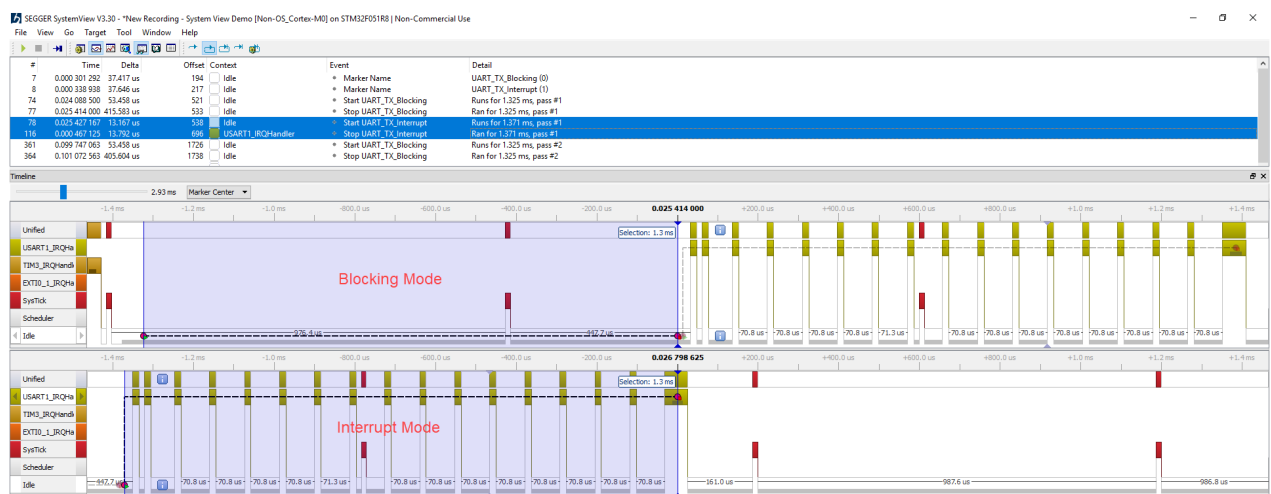 SEGGER SystemView V3.30 - *New Recording - System View Demo [Non-OS_Cortex-M0] on STM32F051R8 | Non-Commercial Use
File View Go Target Tool Window Help
# Time Delta Offset Context Event Detail
7 0.000 301 292 37.417 us 194 Idle Marker Name UART_TX_Blocking (0)
8 0.000 338 938 37.646 us 217 Idle Marker Name UART_TX_Interrupt (1)
74 0.024 088 500 53.458 us 521 Idle Start UART_TX_Blocking Runs for 1.325 ms, pass #1
77 0.025 414 000 415.583 us 533 Idle Stop UART_TX_Blocking Ran for 1.325 ms, pass #1
78 0.025 427 167 13.167 us 538 Idle Start UART_TX_Interrupt Runs for 1.371 ms, pass #1
116 0.000 467 125 13.792 us 696 USART1_IRQHandler Stop UART_TX_Interrupt Ran for 1.371 ms, pass #1
361 0.099 747 063 53.458 us 1726 Idle Start UART_TX_Blocking Runs for 1.325 ms, pass #2
364 0.101 072 563 405.604 us 1738 Idle Stop UART_TX_Blocking Ran for 1.325 ms, pass #2
Timeline
2.93 ms Marker Center
-1.4 ms -1.2 ms -1.0 ms -800.0 us -600.0 us -400.0 us -200.0 us 0.025 414 000 +200.0 us +400.0 us +600.0 us +800.0 us +1.0 ms +1.2 ms +1.4 ms
Unified Selection: 1.3 ms
USART1_IRQHa
TIM3_IRQHandl
EXTI0_1_IRQHa Blocking Mode
SysTick
Scheduler
Idle 976.4 us 447.7 us -70.8 us -70.8 us -70.8 us -70.8 us -71.3 us -70.8 us -70.8 us -70.8 us -70.8 us -70.8 us -70.8 us -70.8 us
-1.4 ms -1.2 ms -1.0 ms -800.0 us -600.0 us -400.0 us -200.0 us 0.026 798 625 +200.0 us +400.0 us +600.0 us +800.0 us +1.0 ms +1.2 ms +1.4 ms
Unified Selection: 1.3 ms
USART1_IRQHa
TIM3_IRQHandl
EXTI0_1_IRQHa Interrupt Mode
SysTick
Scheduler
Idle 447.7 us -70.8 us -70.8 us -70.8 us -70.8 us -71.3 us -70.8 us -70.8 us -70.8 us -70.8 us -70.8 us -70.8 us -70.8 us 161.0 us 987.6 us 986.8 us